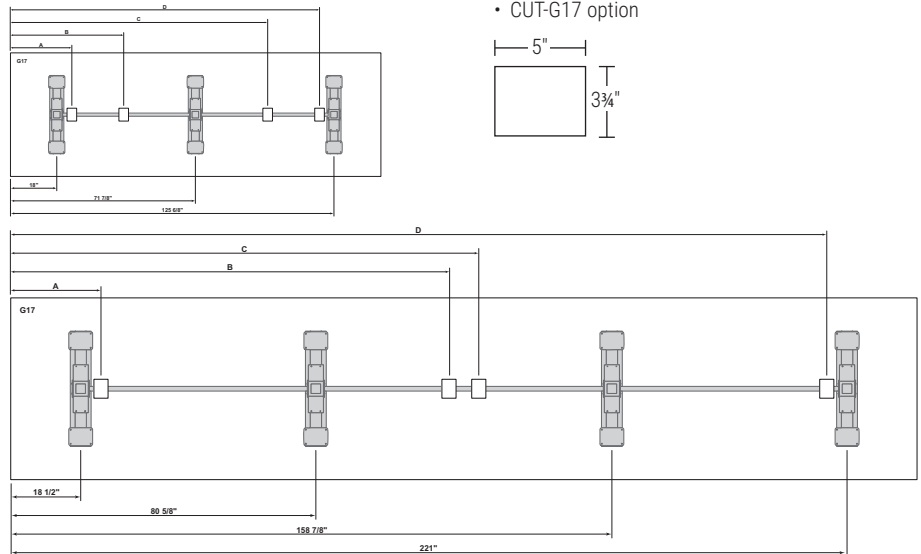 D
• CUT-G17 option
C
B
A
G17
5"
3¾"
18"
71 7/8"
125 6/8"
D
C
B
A
G17
18 1/2"
80 5/8"
158 7/8"
221"